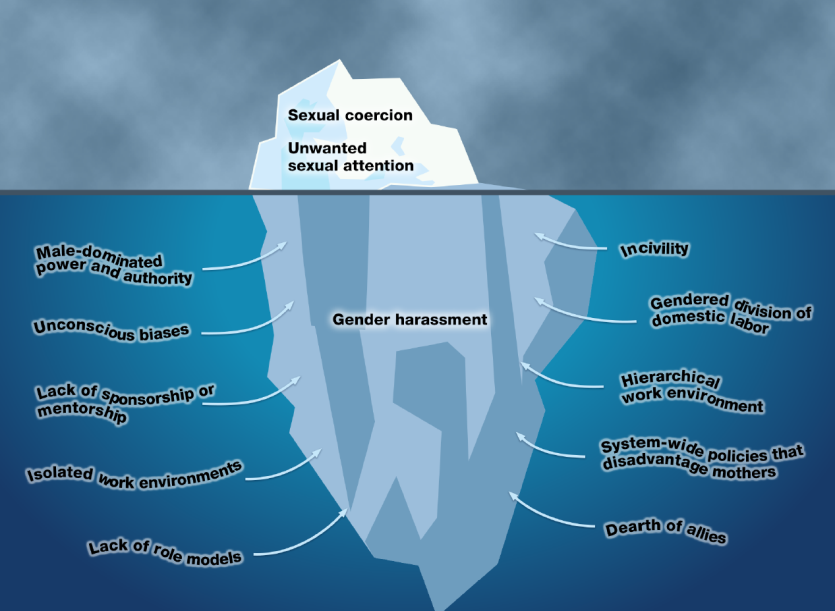 Sexual coercion
Unwanted
sexual attention
Male-dominated
power and authority
Unconscious biases
Lack of sponsorship or
mentorship
Isolated work environments
Lack of role models
Gender harassment
Incivility
Gendered division of
domestic labor
Hierarchical
work environment
System-wide policies that
disadvantage mothers
Dearth of allies